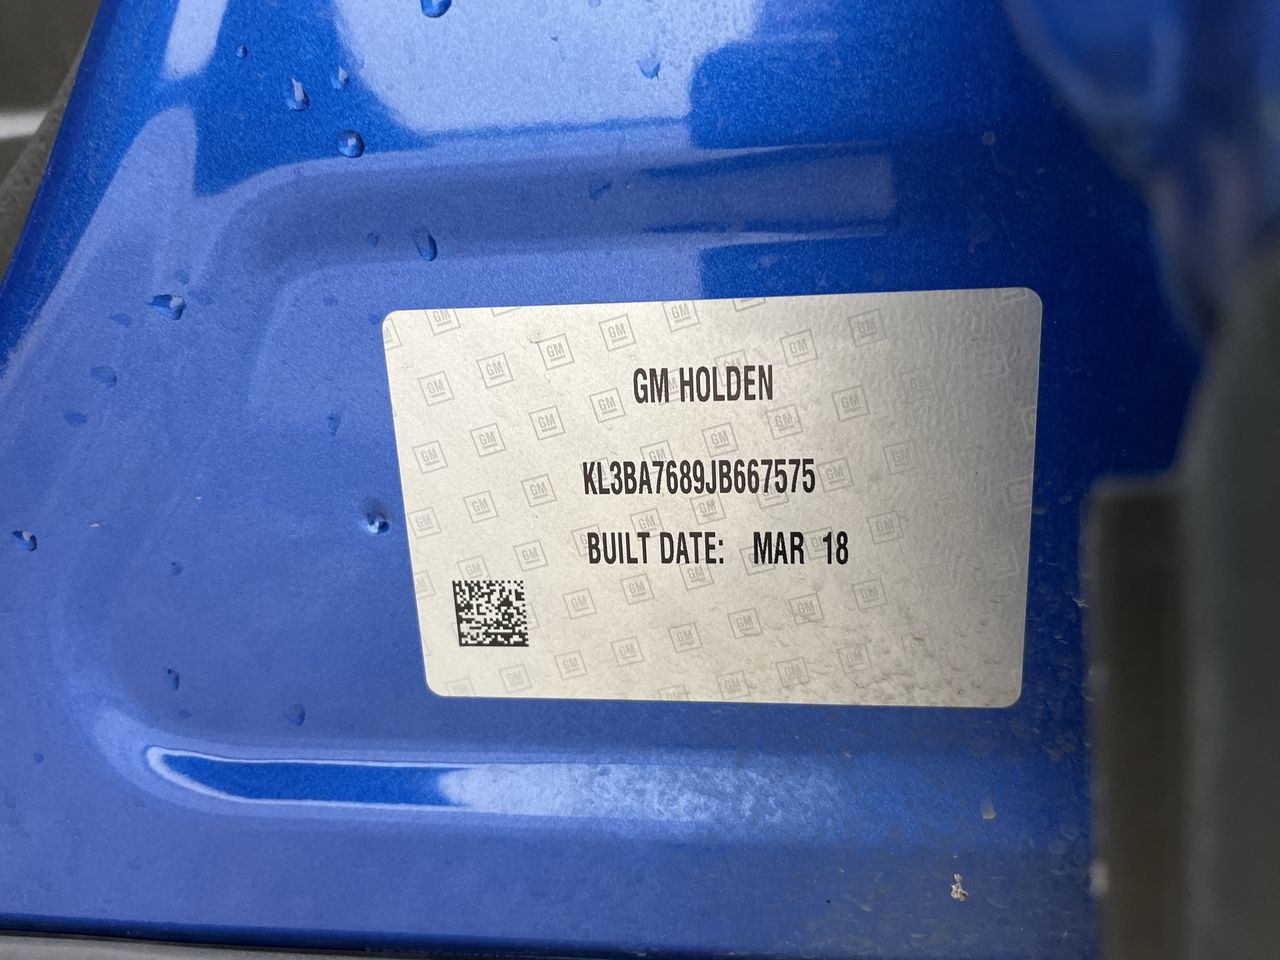 GM HOLDEN
KL3BA7689JB667575
BUILT DATE: MAR 18